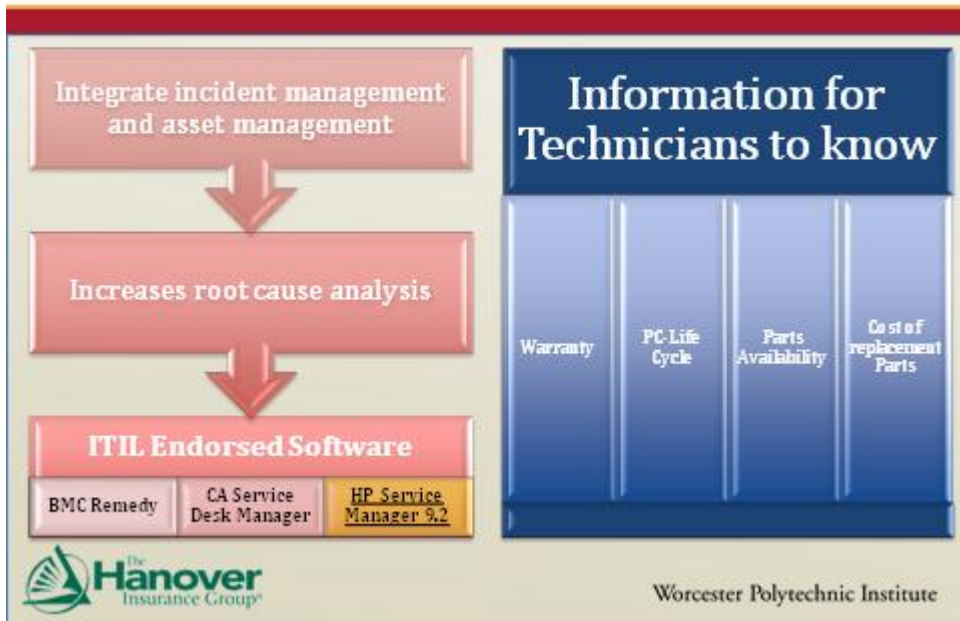 Integrate incident management
and asset management
Increases root cause analysis
ITIL Endorsed Software
BMC Remedy
CA Service
Desk Manager
HP Service
Manager 9.2
Information for
Technicians to know
Warranty
PC-Life
Cycle
Parts
Availability
Cost of
replacement
Parts
The
Hanover
Insurance Group®
Worcester Polytechnic Institute